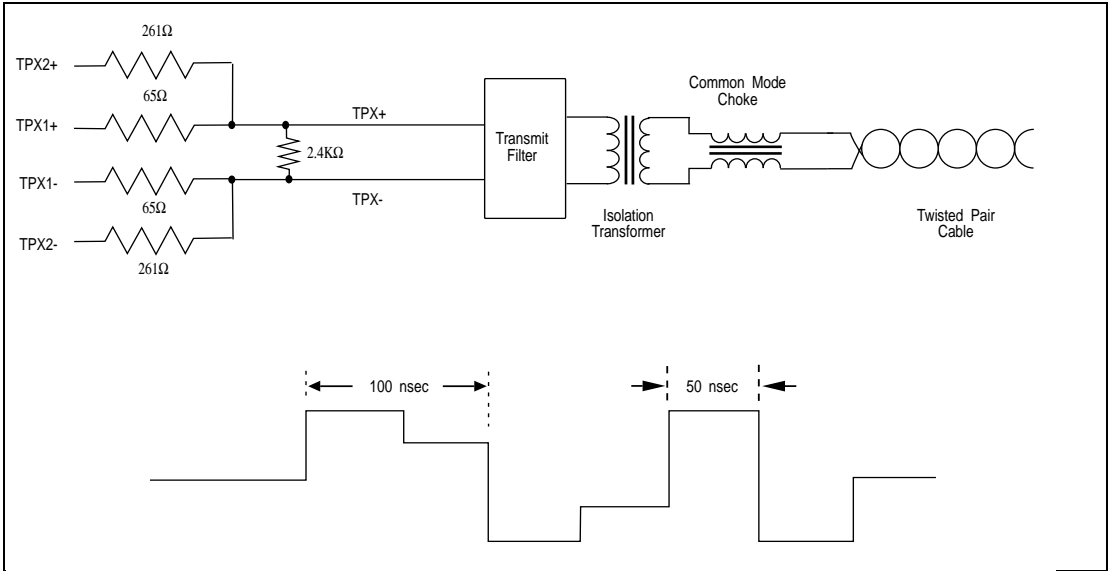 261Ω
TPX2+
65Ω
TPX1+
TPX+
2.4KΩ
TPX1-
65Ω
TPX-
TPX2-
261Ω
Transmit
Filter
Isolation
Transformer
Common Mode
Choke
Twisted Pair
Cable
100 nsec
50 nsec